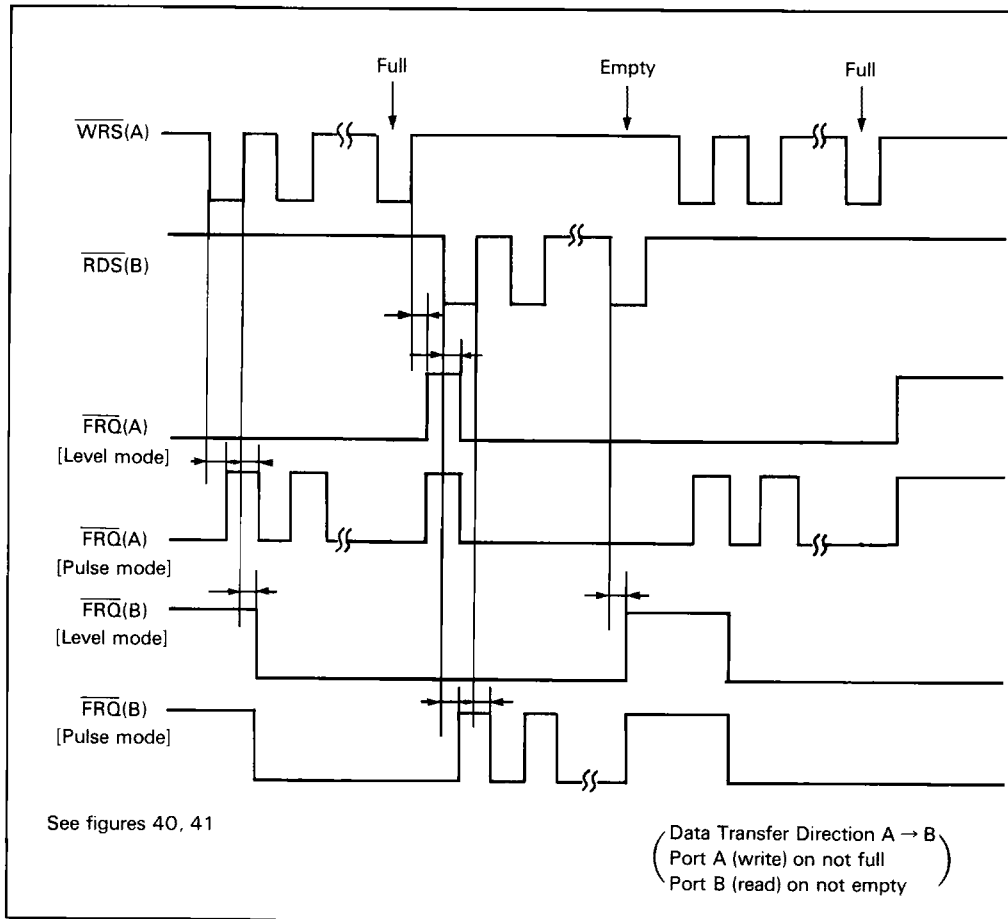 Full Empty Full
WRS(A)
RDS(B)
FRQ(A)
[Level mode]
FRQ(A)
[Pulse mode]
FRQ(B)
[Level mode]
FRQ(B)
[Pulse mode]
See figures 40, 41
Data Transfer Direction A → B
Port A (write) on not full
Port B (read) on not empty